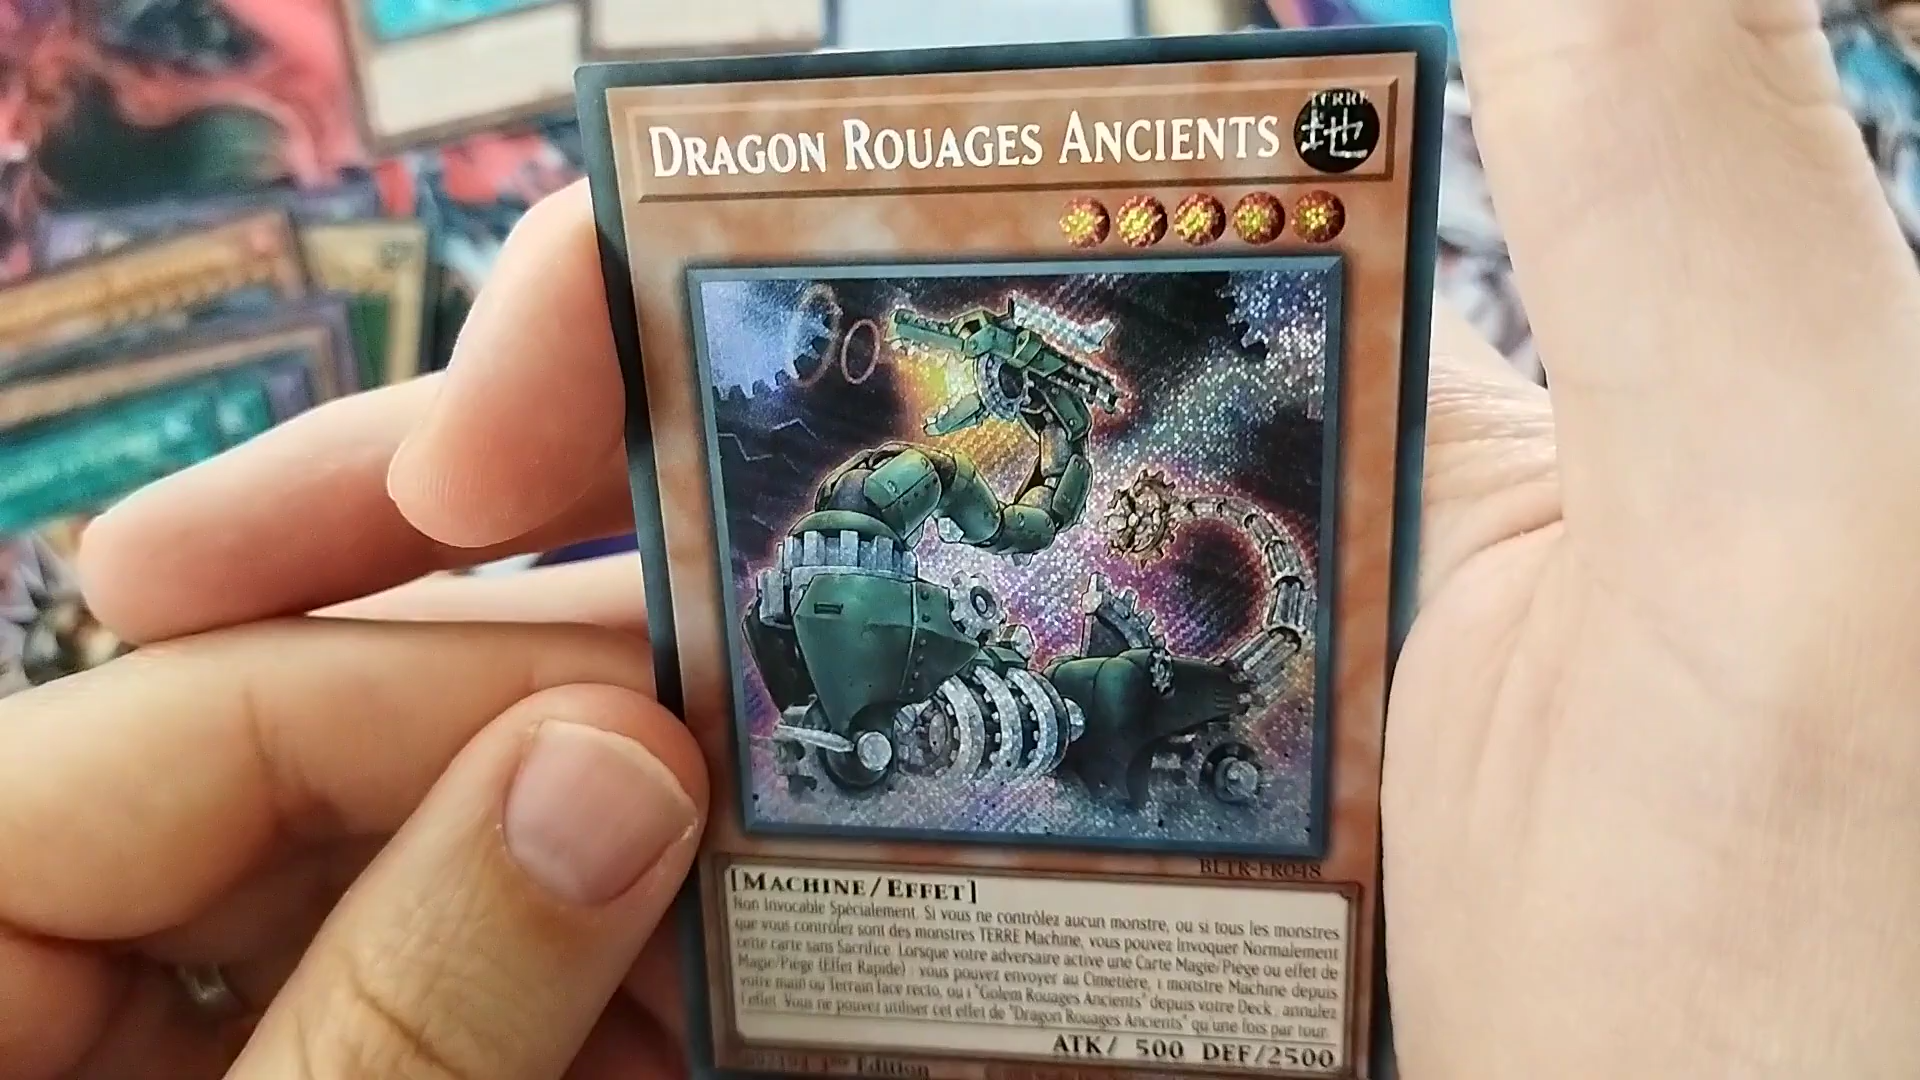 DRAGON ROUAGES ANCIENTS
TERRE
地
BLTR-FR048
[MACHINE/EFFET]
Non Invocable Spécialement. Si vous ne contrôlez aucun monstre, ou si tous les monstres
que vous contrôlez sont des monstres TERRE Machine, vous pouvez Invoquer Normalement
cette carte sans Sacrifice. Lorsque votre adversaire active une Carte Magie/Piège ou effet de
Magie/Piège (Effet Rapide) : vous pouvez envoyer au Cimetière, 1 monstre Machine depuis
votre main ou Terrain face recto, ou 1 "Golem Rouages Ancients" depuis votre Deck ; annulez
l'effet. Vous ne pouvez utiliser cet effet de "Dragon Rouages Ancients" qu'une fois par tour.
ATK/ 500 DEF/2500
Edition